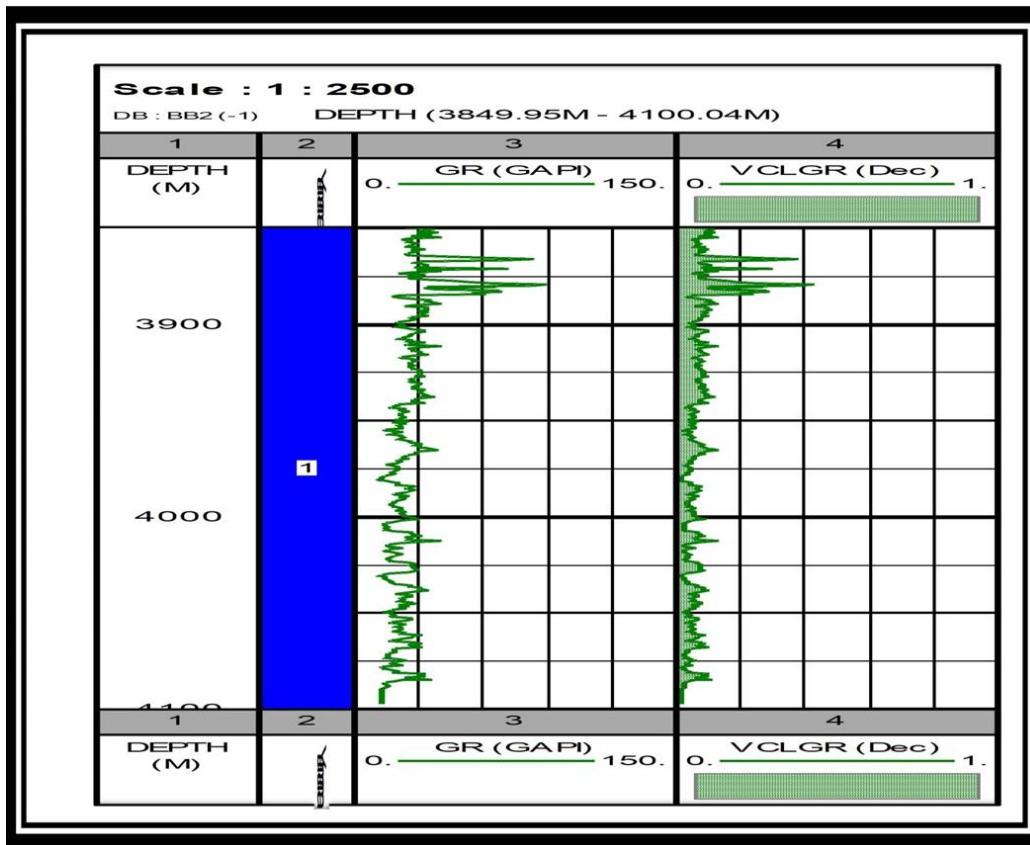 Scale : 1 : 2500
DB : BB2 (-1) DEPTH (3849.95M - 4100.04M)
1 2 3 4
DEPTH (M)
GR (GAPI)
0. 150.
VCLGR (Dec)
0. 1.
3900
1
4000
4100
1 2 3 4
DEPTH (M)
GR (GAPI)
0. 150.
VCLGR (Dec)
0. 1.